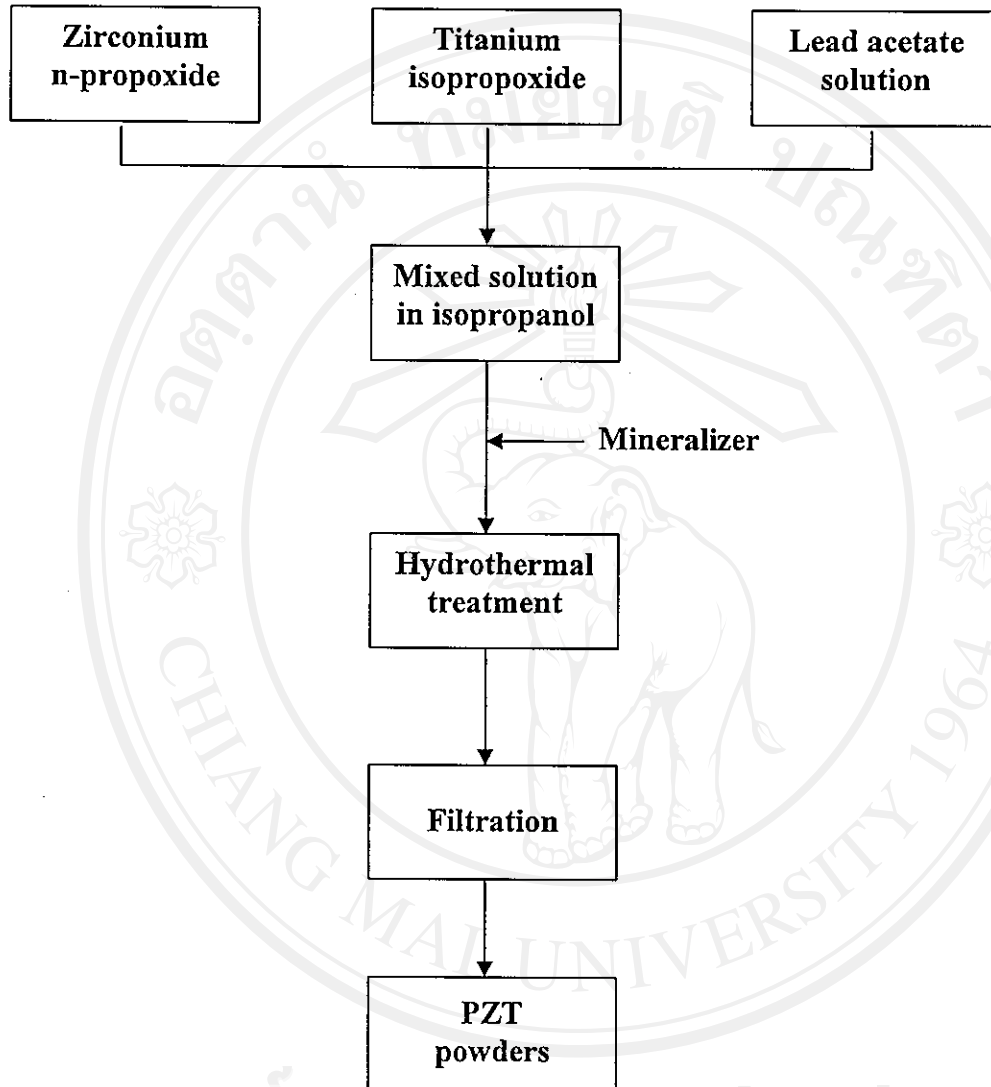 Zirconium
n-propoxide
Titanium
isopropoxide
Lead acetate
solution
Mixed solution
in isopropanol
Mineralizer
Hydrothermal
treatment
Filtration
PZT
powders
CHIANG MAI UNIVERSITY 1964